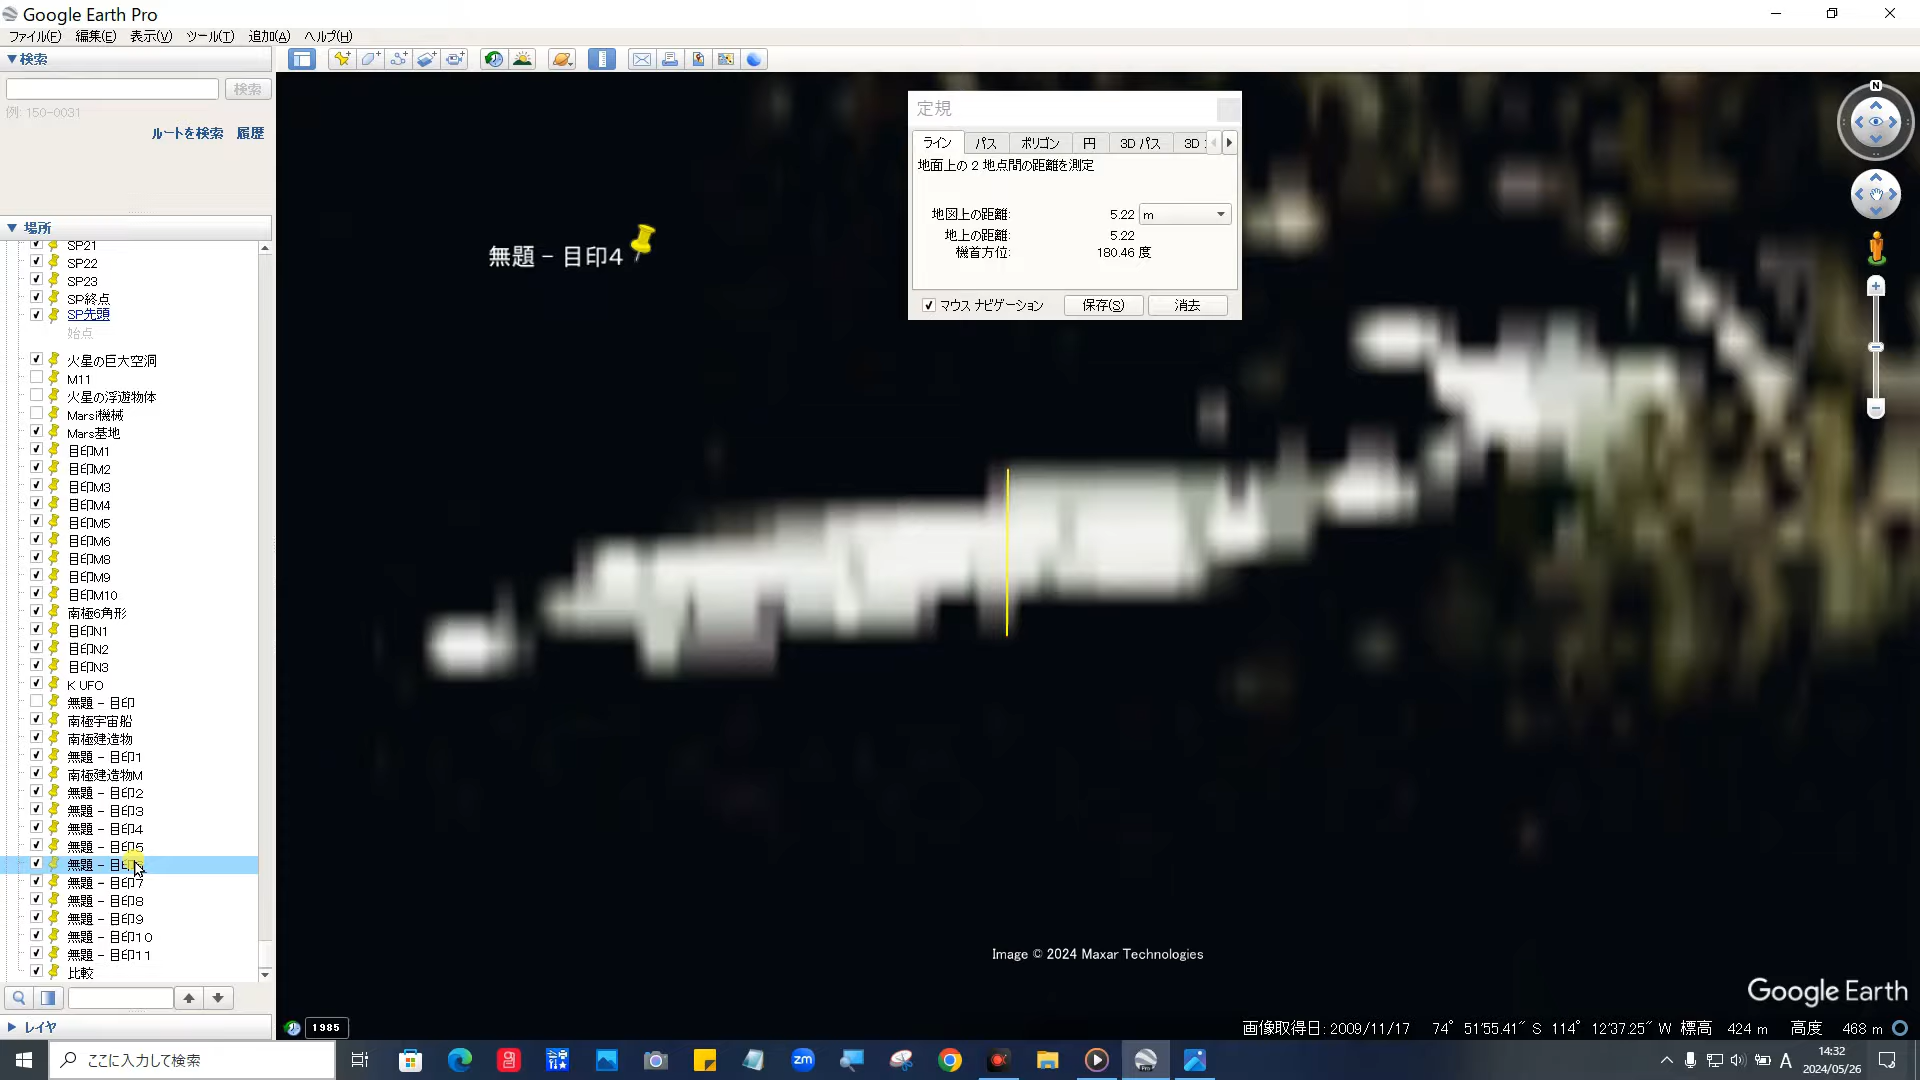 Google Earth Pro
ファイル(F) 編集(E) 表示(V) ツール(T) 追加(A) ヘルプ(H)
検索
検索
例: 150-0031
ルートを検索 履歴
場所
SP21
SP22
SP23
SP終点
SP先頭
始点
火星の巨大空洞
M11
火星の浮遊物体
Marsi機械
Mars基地
目印M1
目印M2
目印M3
目印M4
目印M5
目印M6
目印M8
目印M9
目印M10
南極6角形
目印N1
目印N2
目印N3
K UFO
無題 - 目印
南極宇宙船
南極建造物
無題 - 目印1
南極建造物M
無題 - 目印2
無題 - 目印3
無題 - 目印4
無題 - 目印5
無題 - 目印
無題 - 目印7
無題 - 目印8
無題 - 目印9
無題 - 目印10
無題 - 目印11
比較
レイヤ
無題 - 目印4
定規
ライン パス ポリゴン 円 3D パス 3D
地面上の 2 地点間の距離を測定
地図上の距離: 5.22 m
地上の距離: 5.22
機首方位: 180.46 度
マウス ナビゲーション 保存(S) 消去
N
Image © 2024 Maxar Technologies
Google Earth
1985
画像取得日: 2009/11/17 74° 51'55.41" S 114° 12'37.25" W 標高 424 m 高度 468 m
ここに入力して検索
zm
A
14:32
2024/05/26